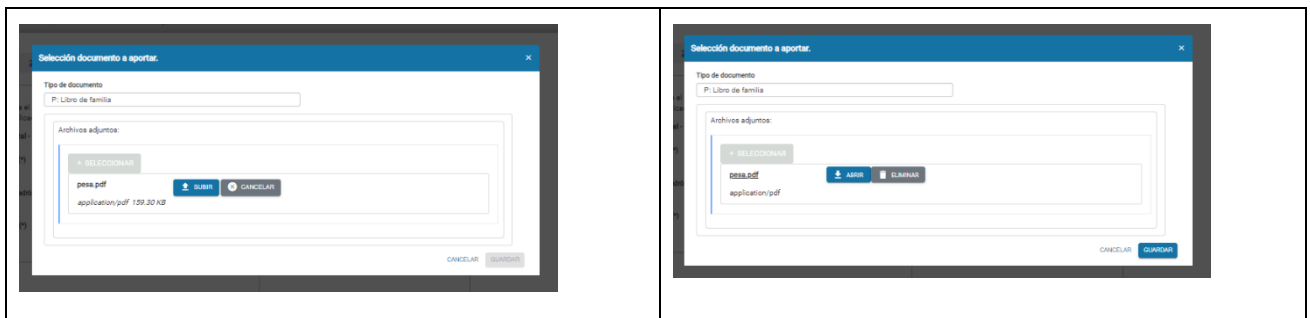 Selección documento a aportar. ×
Tipo de documento
P: Libro de familia
Archivos adjuntos:
+ SELECCIONAR
pesa.pdf
SUBIR
CANCELAR
application/pdf 159.30 KB
CANCELAR
GUARDAR
Selección documento a aportar. ×
Tipo de documento
P: Libro de familia
Archivos adjuntos:
+ SELECCIONAR
pesa.pdf
ABRIR
ELIMINAR
application/pdf
CANCELAR
GUARDAR